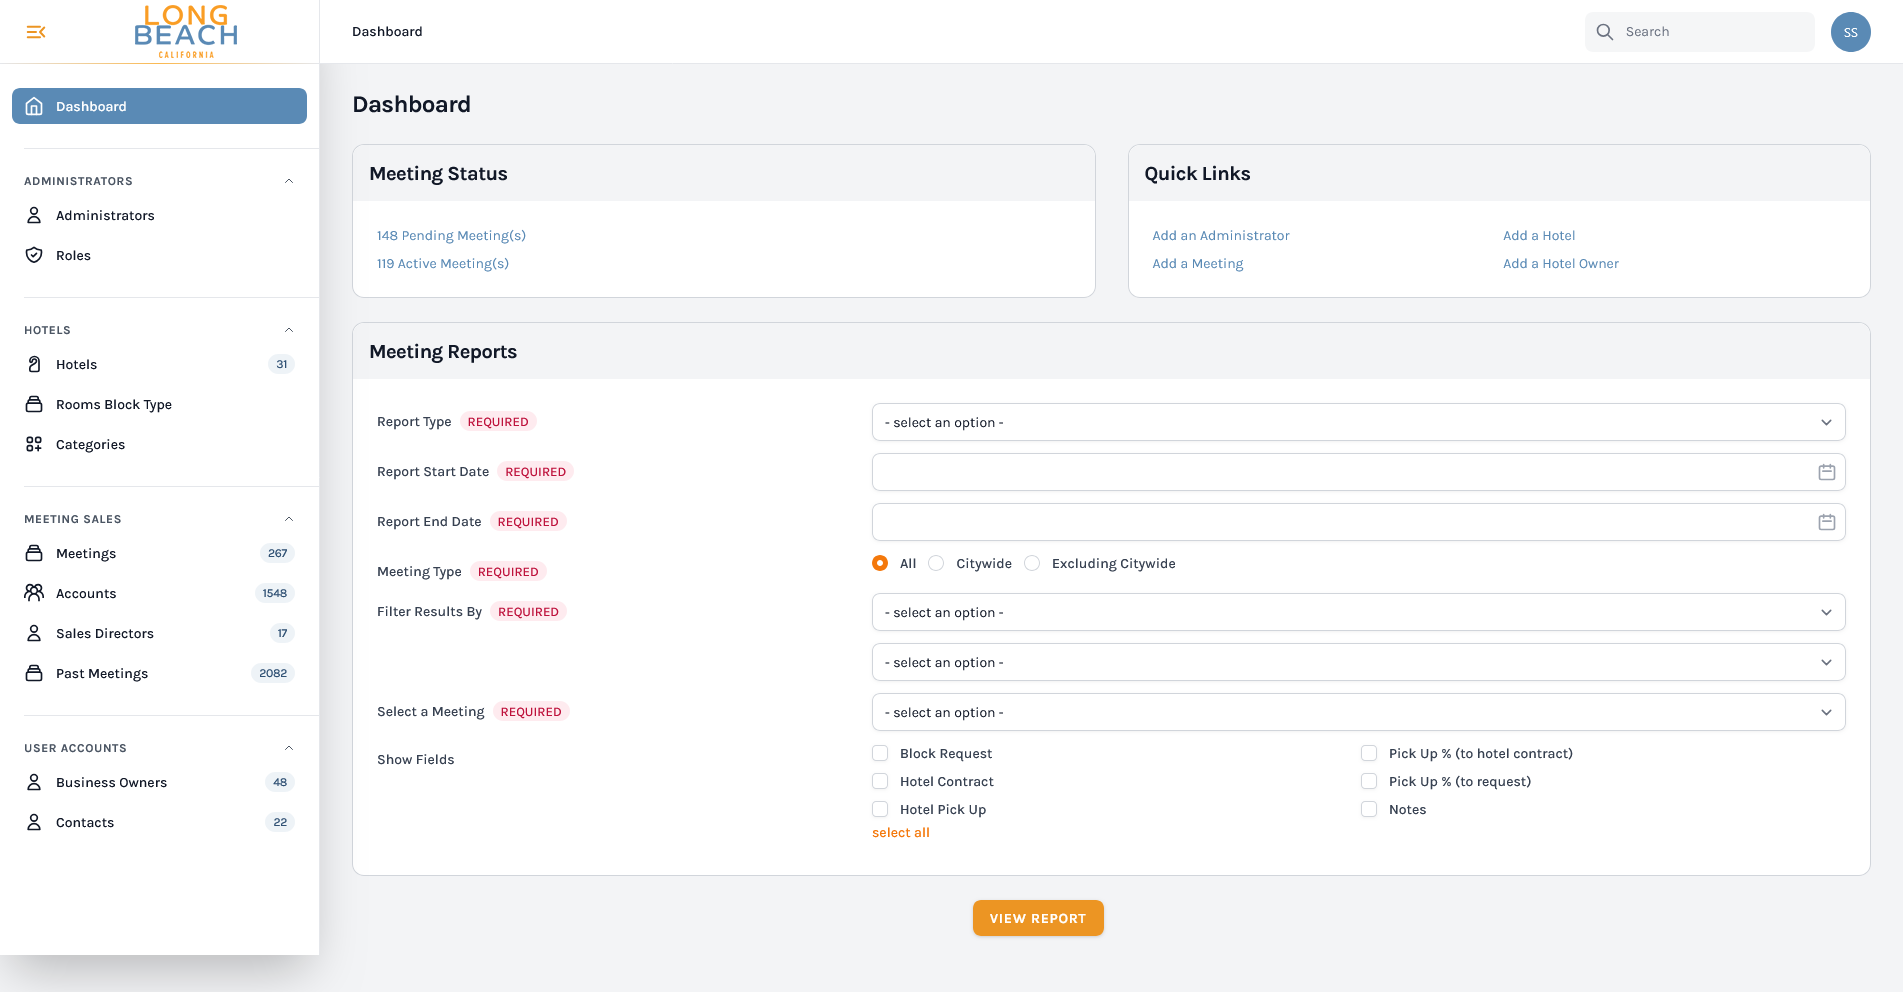 LONG
BEACH
CALIFORNIA
Dashboard
Search
SS
Dashboard
ADMINISTRATORS
Administrators
Roles
HOTELS
Hotels 31
Rooms Block Type
Categories
MEETING SALES
Meetings 267
Accounts 1548
Sales Directors 17
Past Meetings 2082
USER ACCOUNTS
Business Owners 48
Contacts 22
Dashboard
Meeting Status
148 Pending Meeting(s)
119 Active Meeting(s)
Quick Links
Add an Administrator Add a Hotel
Add a Meeting Add a Hotel Owner
Meeting Reports
Report Type REQUIRED - select an option -
Report Start Date REQUIRED
Report End Date REQUIRED
Meeting Type REQUIRED All Citywide Excluding Citywide
Filter Results By REQUIRED - select an option -
- select an option -
Select a Meeting REQUIRED - select an option -
Show Fields Block Request Pick Up % (to hotel contract)
Hotel Contract Pick Up % (to request)
Hotel Pick Up Notes
select all
VIEW REPORT